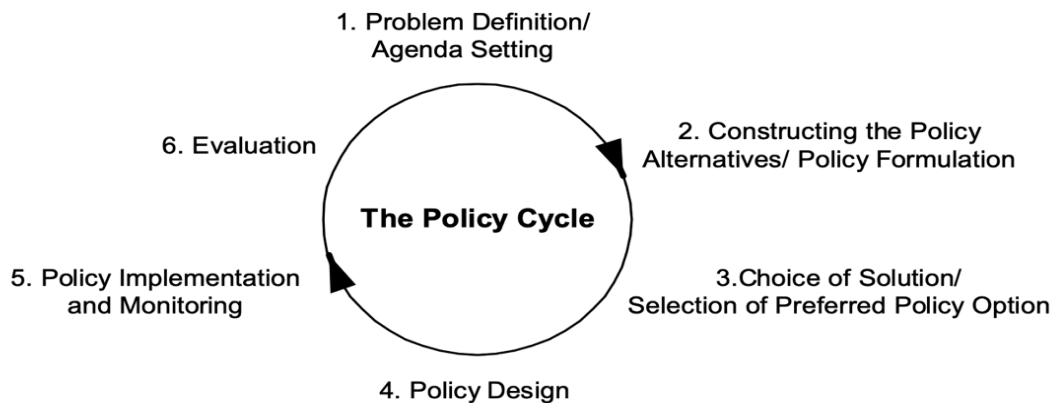 1. Problem Definition/
Agenda Setting
2. Constructing the Policy
Alternatives/ Policy Formulation
3.Choice of Solution/
Selection of Preferred Policy Option
4. Policy Design
5. Policy Implementation
and Monitoring
6. Evaluation
The Policy Cycle